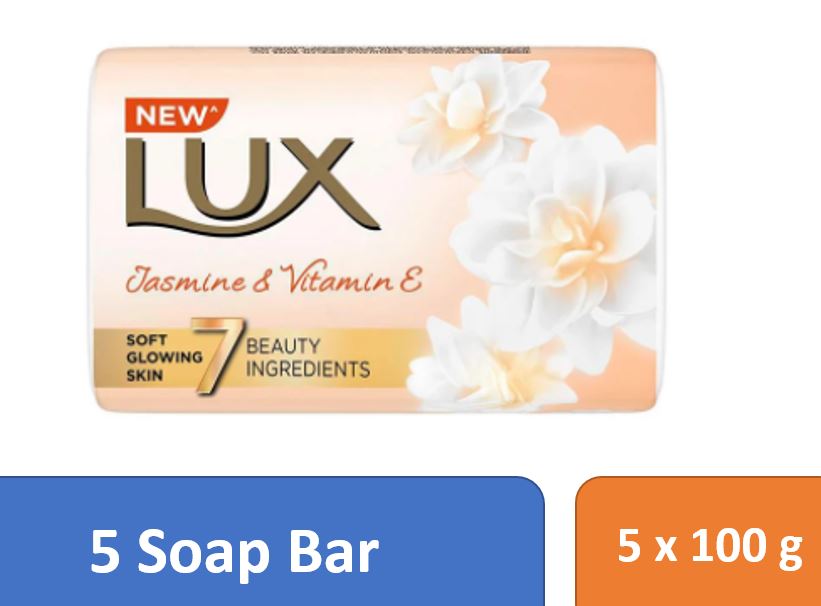 NEW^
LUX
Jasmine & Vitamin E
SOFT
GLOWING
SKIN
7
BEAUTY
INGREDIENTS
5 Soap Bar
5 x 100 g